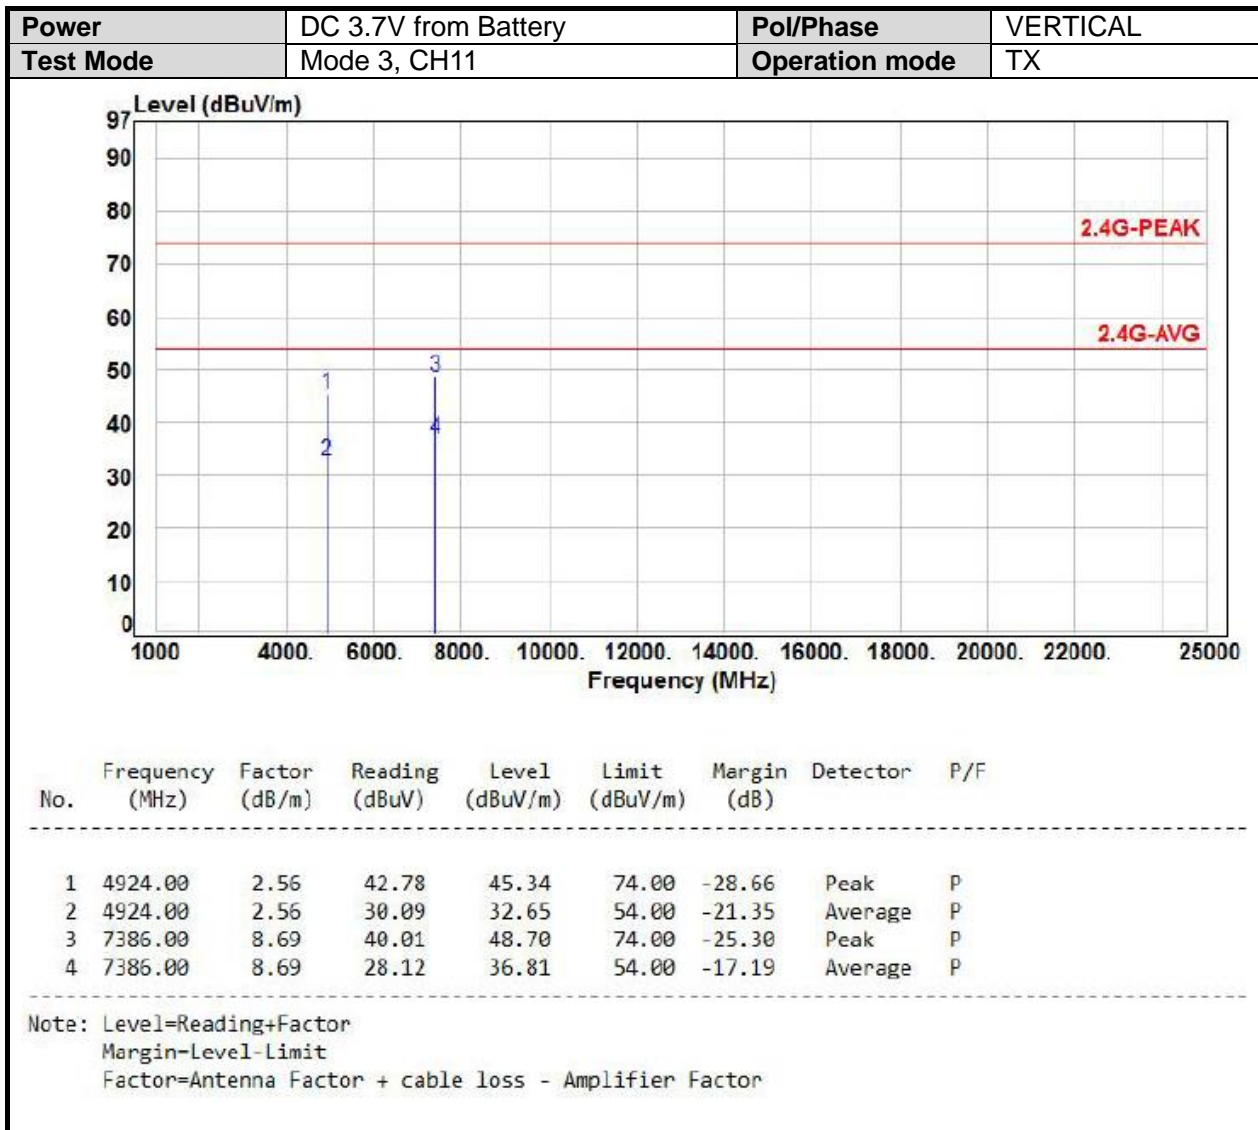 Power DC 3.7V from Battery Pol/Phase VERTICAL
Test Mode Mode 3, CH11 Operation mode TX
Level (dBuV/m)
97
90
80
2.4G-PEAK
70
60
2.4G-AVG
50
3
1
40
4
2
30
20
10
0
1000 4000. 6000. 8000. 10000. 12000. 14000. 16000. 18000. 20000. 22000. 25000
Frequency (MHz)
Frequency Factor Reading Level Limit Margin Detector P/F
No. (MHz) (dB/m) (dBuV) (dBuV/m) (dBuV/m) (dB)
1 4924.00 2.56 42.78 45.34 74.00 -28.66 Peak P
2 4924.00 2.56 30.09 32.65 54.00 -21.35 Average P
3 7386.00 8.69 40.01 48.70 74.00 -25.30 Peak P
4 7386.00 8.69 28.12 36.81 54.00 -17.19 Average P
Note: Level=Reading+Factor
Margin=Level-Limit
Factor=Antenna Factor + cable loss - Amplifier Factor